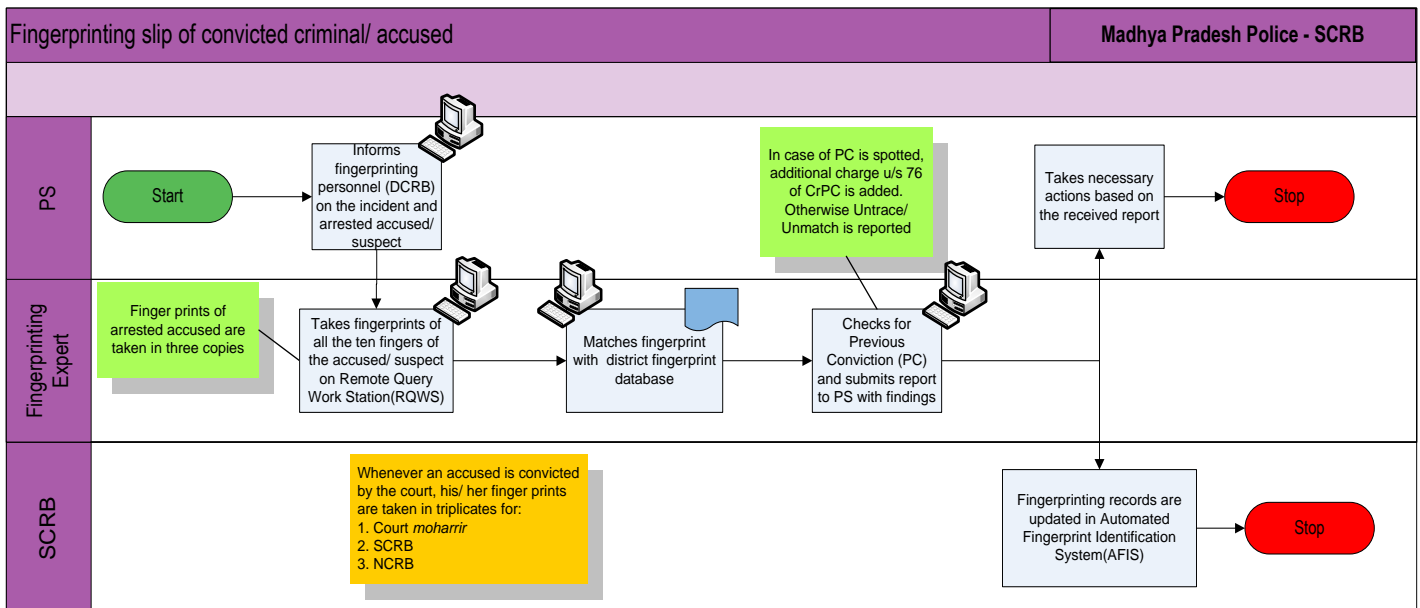 Fingerprinting slip of convicted criminal/ accused
Madhya Pradesh Police - SCRB
PS
Start
Informs
fingerprinting
personnel (DCRB)
on the incident and
arrested accused/
suspect
In case of PC is spotted,
additional charge u/s 76
of CrPC is added.
Otherwise Untrace/
Unmatch is reported
Takes necessary
actions based on
the received report
Stop
Fingerprinting
Expert
Finger prints of
arrested accused are
taken in three copies
Takes fingerprints of
all the ten fingers of
the accused/ suspect
on Remote Query
Work Station(RQWS)
Matches fingerprint
with district fingerprint
database
Checks for
Previous
Conviction (PC)
and submits report
to PS with findings
SCRB
Whenever an accused is convicted
by the court, his/ her finger prints
are taken in triplicates for:
1. Court moharrir
2. SCRB
3. NCRB
Fingerprinting records are
updated in Automated
Fingerprint Identification
System(AFIS)
Stop